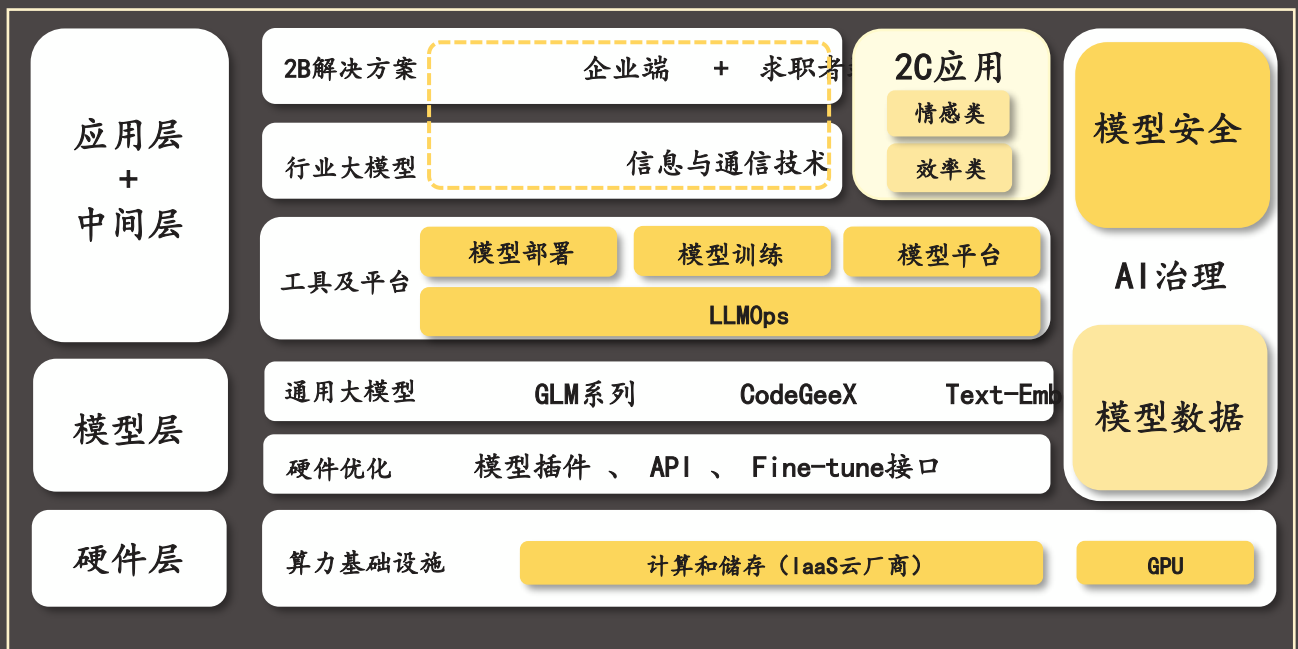 应用层
+
中间层
2B解决方案 企业端 + 求职者
行业大模型 信息与通信技术
2C应用
情感类
效率类
工具及平台
模型部署 模型训练 模型平台
LLMOps
模型层
通用大模型 GLM系列 CodeGeeX Text-Emb
硬件优化 模型插件 、 API 、 Fine-tune接口
模型安全
AI治理
模型数据
硬件层
算力基础设施 计算和储存（IaaS云厂商） GPU